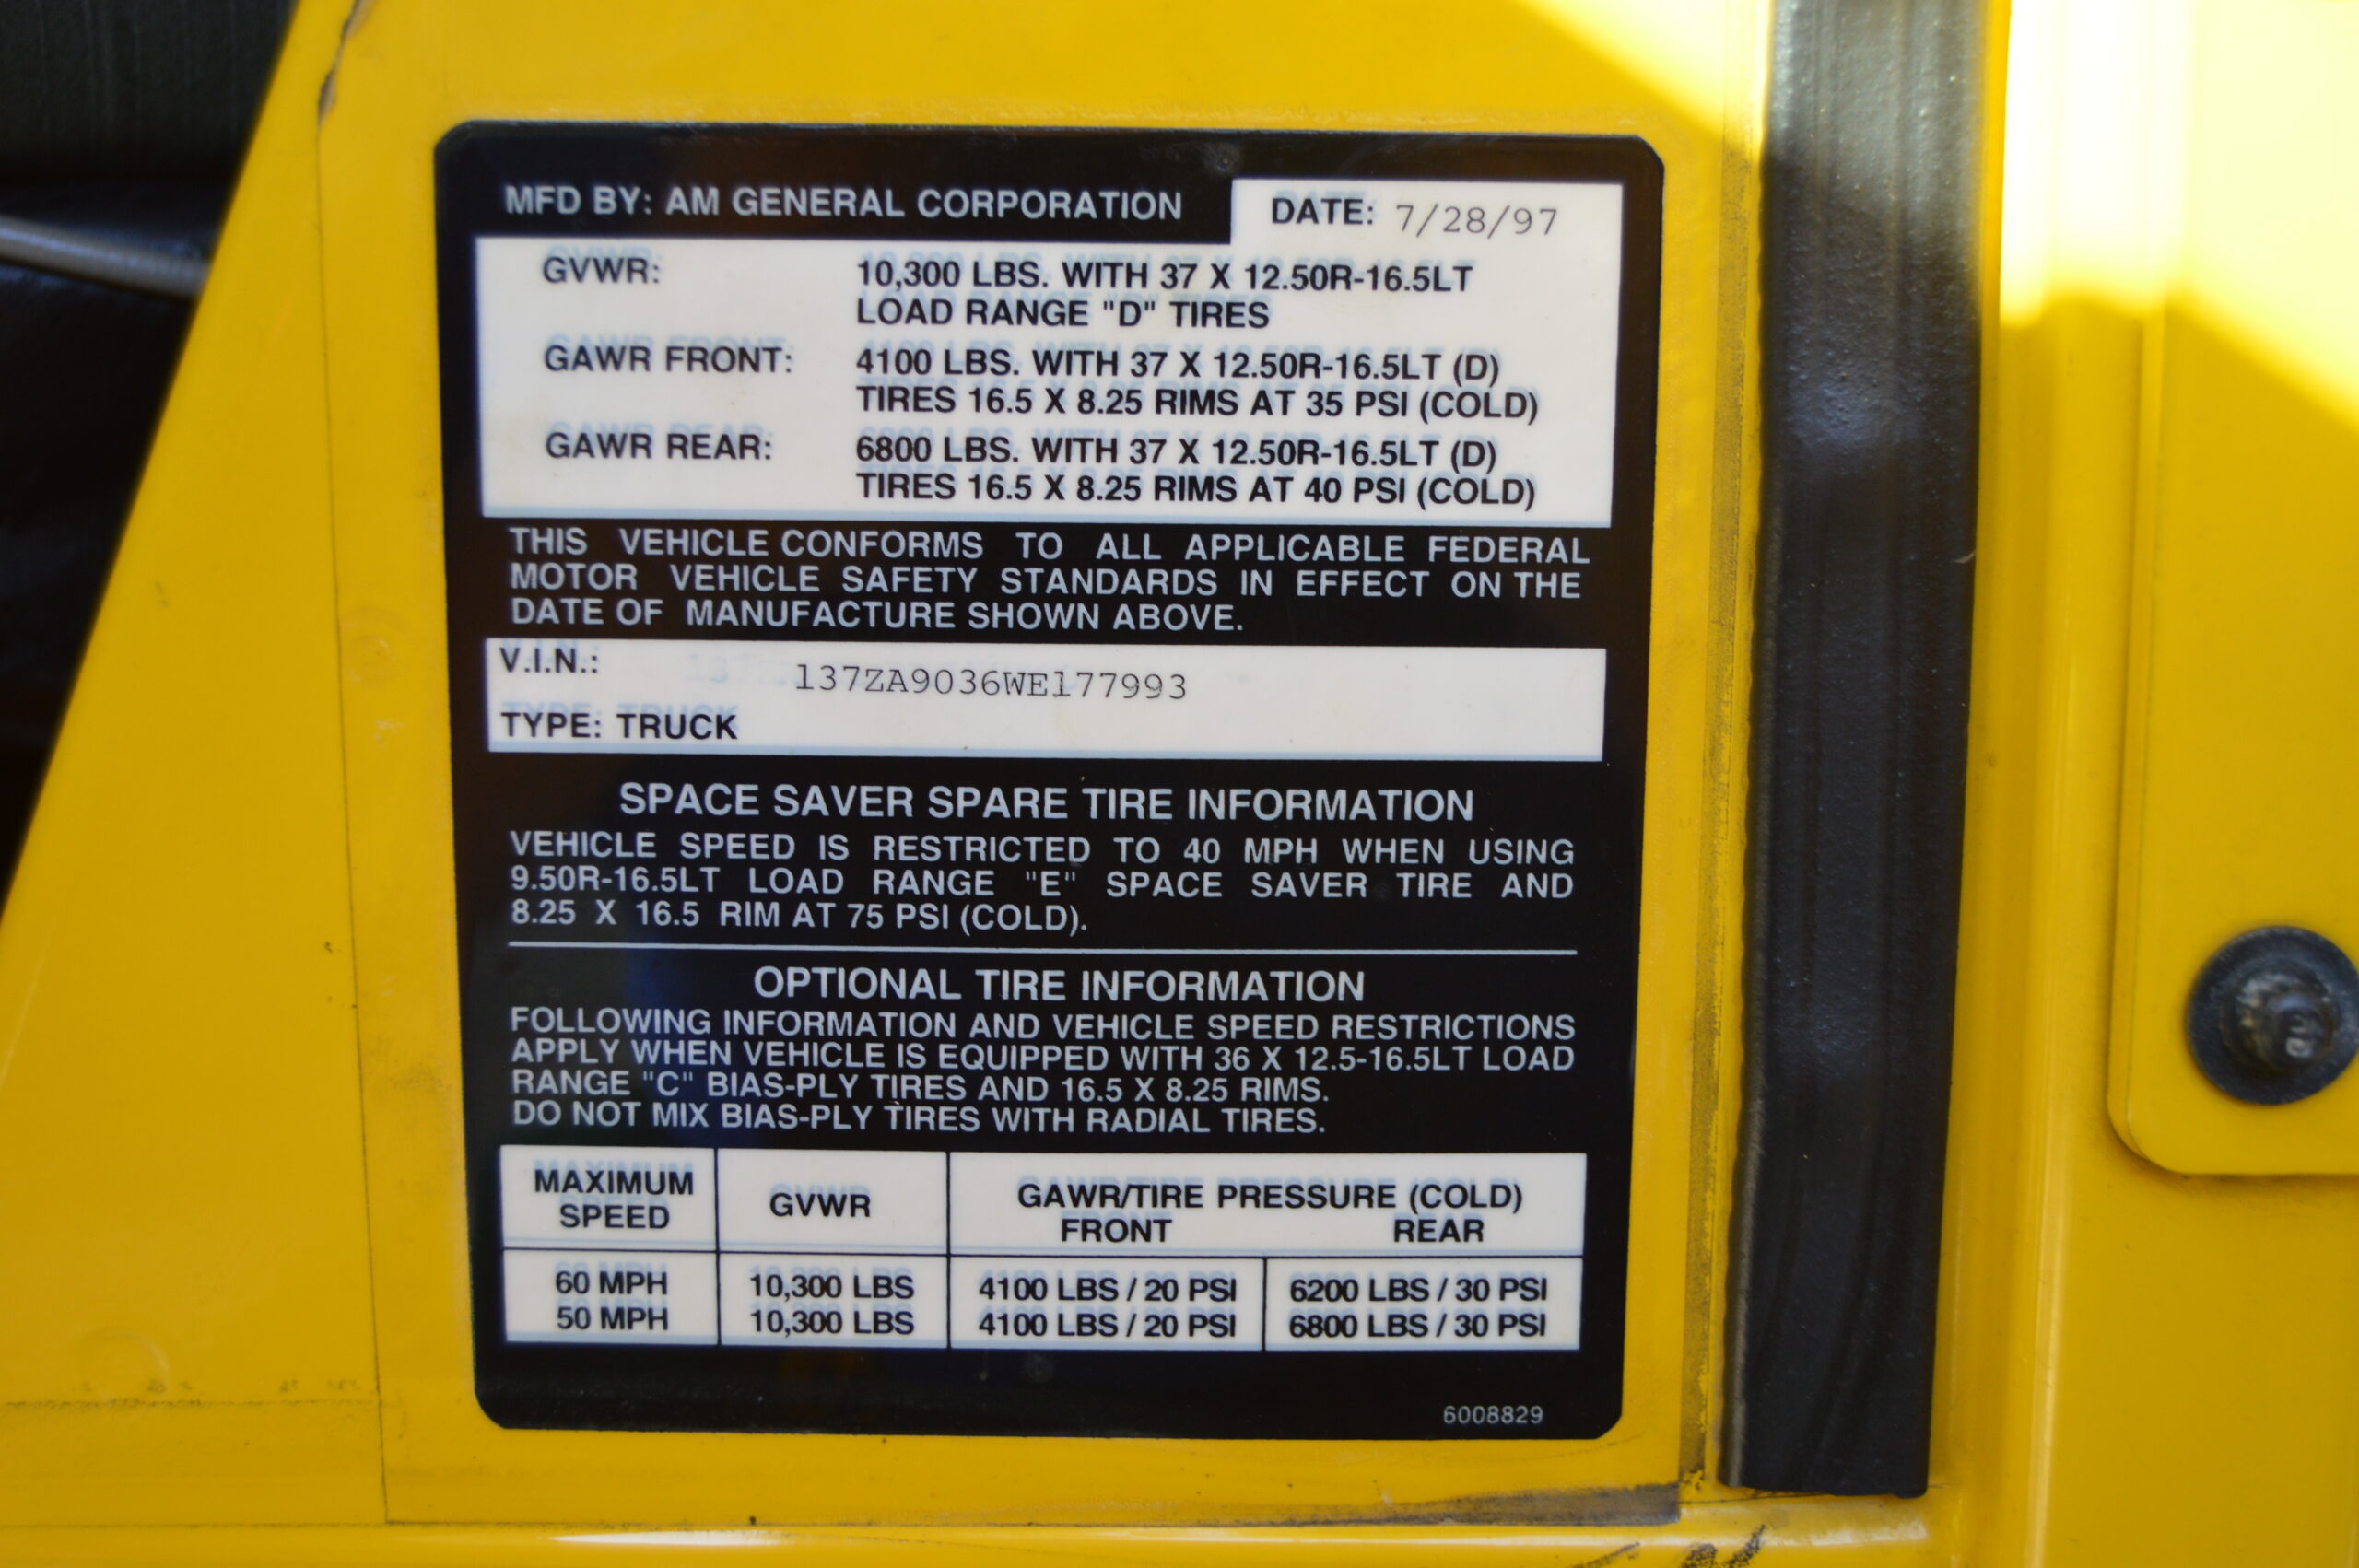 MFD BY: AM GENERAL CORPORATION DATE: 7/28/97
GVWR: 10,300 LBS. WITH 37 X 12.50R-16.5LT
LOAD RANGE "D" TIRES
GAWR FRONT: 4100 LBS. WITH 37 X 12.50R-16.5LT (D)
TIRES 16.5 X 8.25 RIMS AT 35 PSI (COLD)
GAWR REAR: 6800 LBS. WITH 37 X 12.50R-16.5LT (D)
TIRES 16.5 X 8.25 RIMS AT 40 PSI (COLD)
THIS VEHICLE CONFORMS TO ALL APPLICABLE FEDERAL
MOTOR VEHICLE SAFETY STANDARDS IN EFFECT ON THE
DATE OF MANUFACTURE SHOWN ABOVE.
V.I.N.: 137ZA9036WE177993
TYPE: TRUCK
SPACE SAVER SPARE TIRE INFORMATION
VEHICLE SPEED IS RESTRICTED TO 40 MPH WHEN USING
9.50R-16.5LT LOAD RANGE "E" SPACE SAVER TIRE AND
8.25 X 16.5 RIM AT 75 PSI (COLD).
OPTIONAL TIRE INFORMATION
FOLLOWING INFORMATION AND VEHICLE SPEED RESTRICTIONS
APPLY WHEN VEHICLE IS EQUIPPED WITH 36 X 12.5-16.5LT LOAD
RANGE "C" BIAS-PLY TIRES AND 16.5 X 8.25 RIMS.
DO NOT MIX BIAS-PLY TIRES WITH RADIAL TIRES.
MAXIMUM SPEED GVWR GAWR/TIRE PRESSURE (COLD)
FRONT REAR
60 MPH 10,300 LBS 4100 LBS / 20 PSI 6200 LBS / 30 PSI
50 MPH 10,300 LBS 4100 LBS / 20 PSI 6800 LBS / 30 PSI
6008829